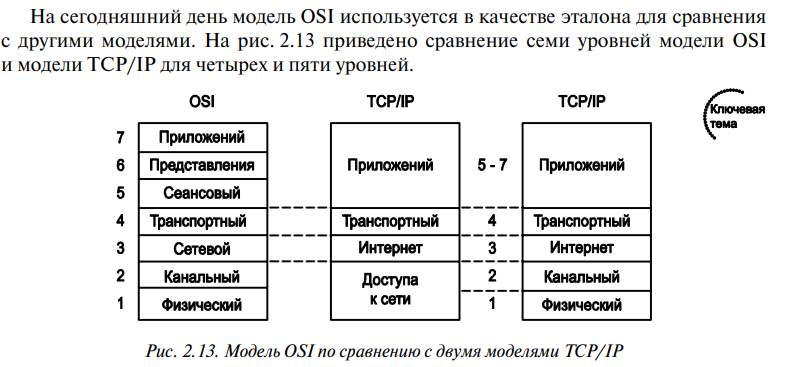 На сегодняшний день модель OSI используется в качестве эталона для сравнения
с другими моделями. На рис. 2.13 приведено сравнение семи уровней модели OSI
и модели TCP/IP для четырех и пяти уровней.
OSI TCP/IP TCP/IP
Ключевая
тема
7 Приложений
6 Представления Приложений 5 - 7 Приложений
5 Сеансовый
4 Транспортный Транспортный 4 Транспортный
3 Сетевой Интернет 3 Интернет
2 Канальный Доступа 2 Канальный
к сети
1 Физический 1 Физический
Рис. 2.13. Модель OSI по сравнению с двумя моделями TCP/IP